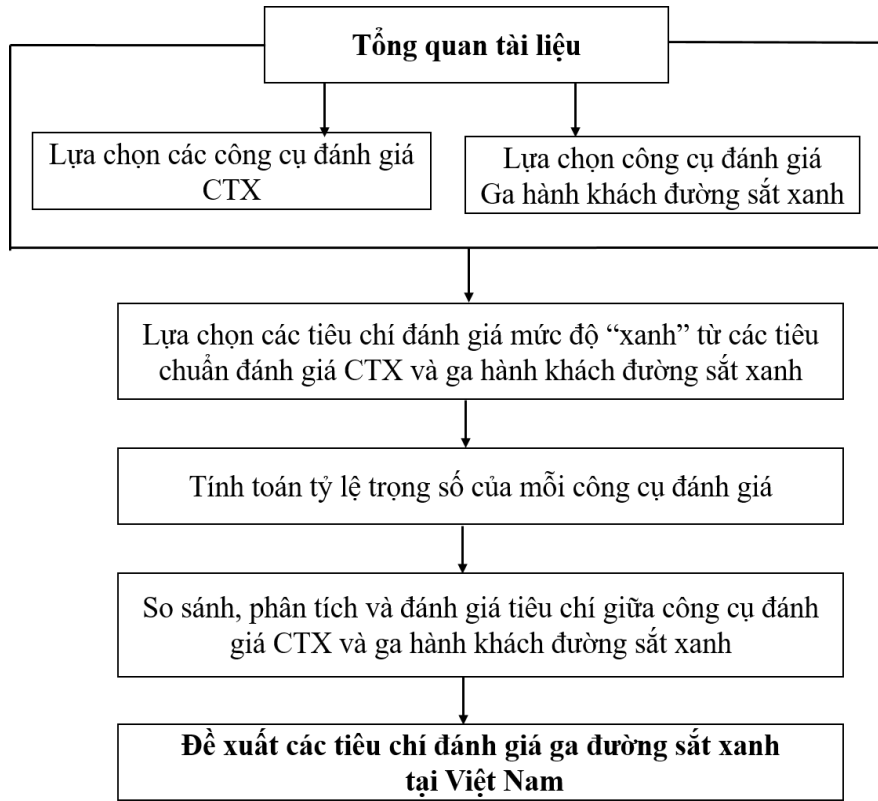 Tổng quan tài liệu
Lựa chọn các công cụ đánh giá
CTX
Lựa chọn công cụ đánh giá
Ga hành khách đường sắt xanh
Lựa chọn các tiêu chí đánh giá mức độ “xanh” từ các tiêu
chuẩn đánh giá CTX và ga hành khách đường sắt xanh
Tính toán tỷ lệ trọng số của mỗi công cụ đánh giá
So sánh, phân tích và đánh giá tiêu chí giữa công cụ đánh
giá CTX và ga hành khách đường sắt xanh
Đề xuất các tiêu chí đánh giá ga đường sắt xanh
tại Việt Nam